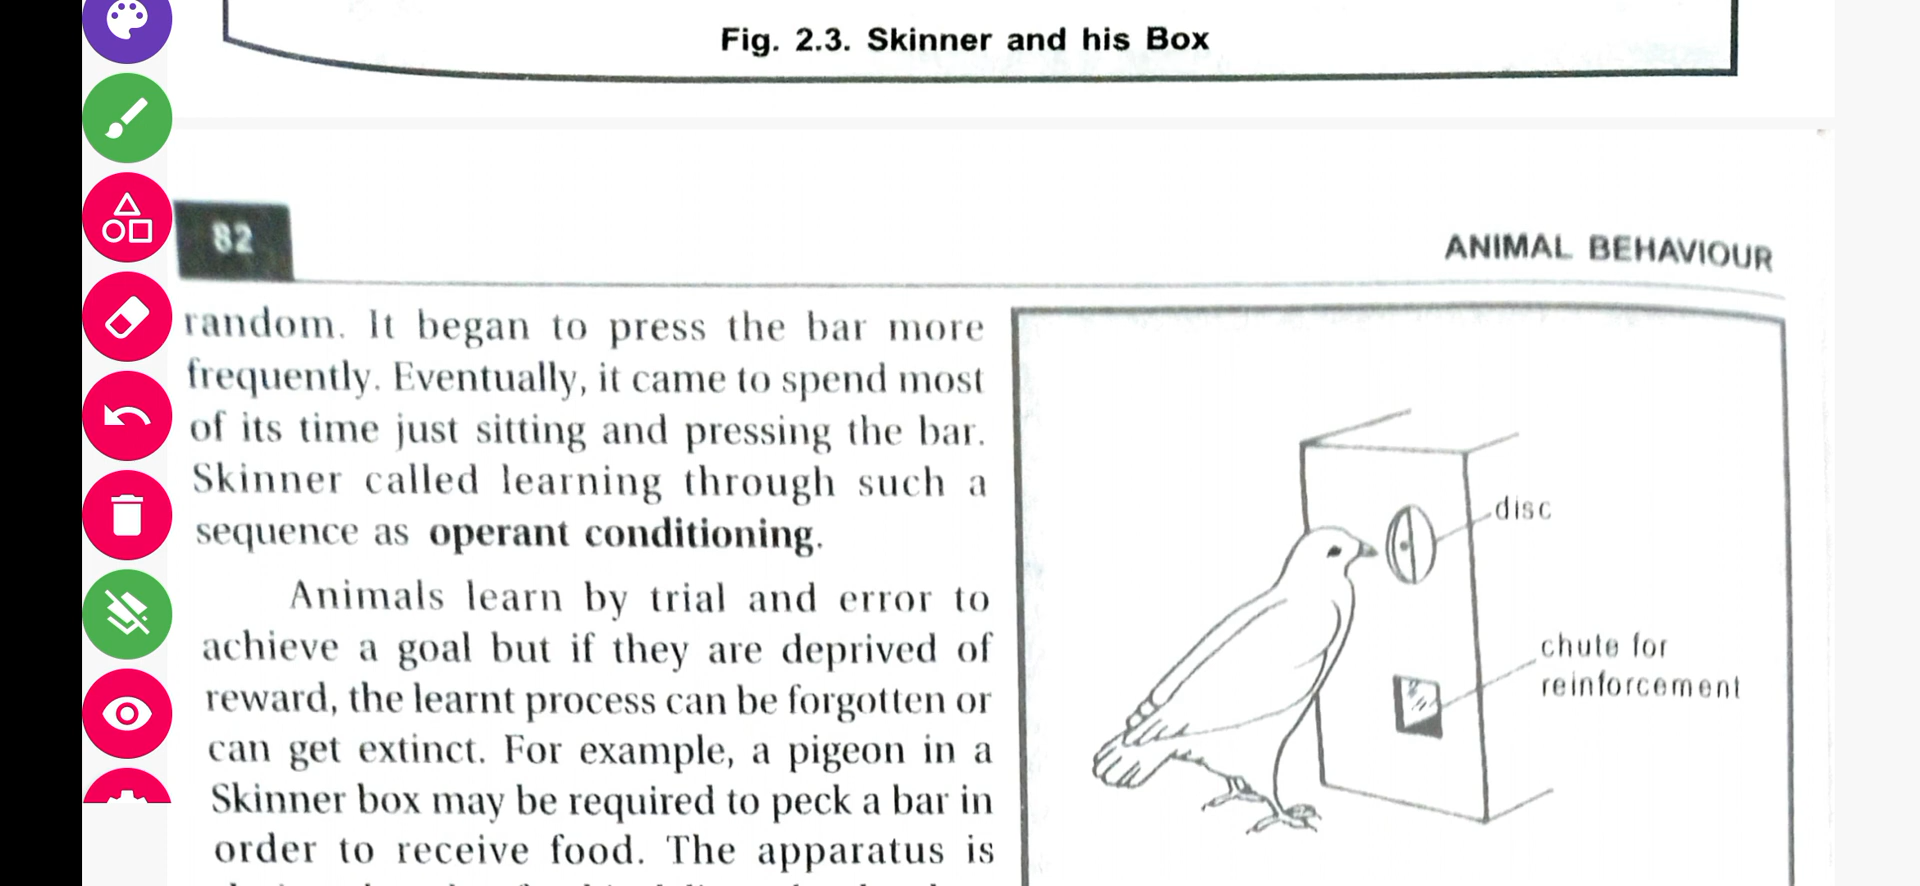 Fig. 2.3. Skinner and his Box
82
ANIMAL BEHAVIOUR
random. It began to press the bar more
frequently. Eventually, it came to spend most
of its time just sitting and pressing the bar.
Skinner called learning through such a
sequence as operant conditioning.
Animals learn by trial and error to
achieve a goal but if they are deprived of
reward, the learnt process can be forgotten or
can get extinct. For example, a pigeon in a
Skinner box may be required to peck a bar in
order to receive food. The apparatus is
disc
chute for
reinforcement